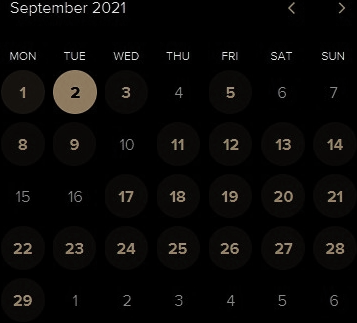 September 2021 < >
MON TUE WED THU FRI SAT SUN
1 2 3 4 5 6 7
8 9 10 11 12 13 14
15 16 17 18 19 20 21
22 23 24 25 26 27 28
29 1 2 3 4 5 6